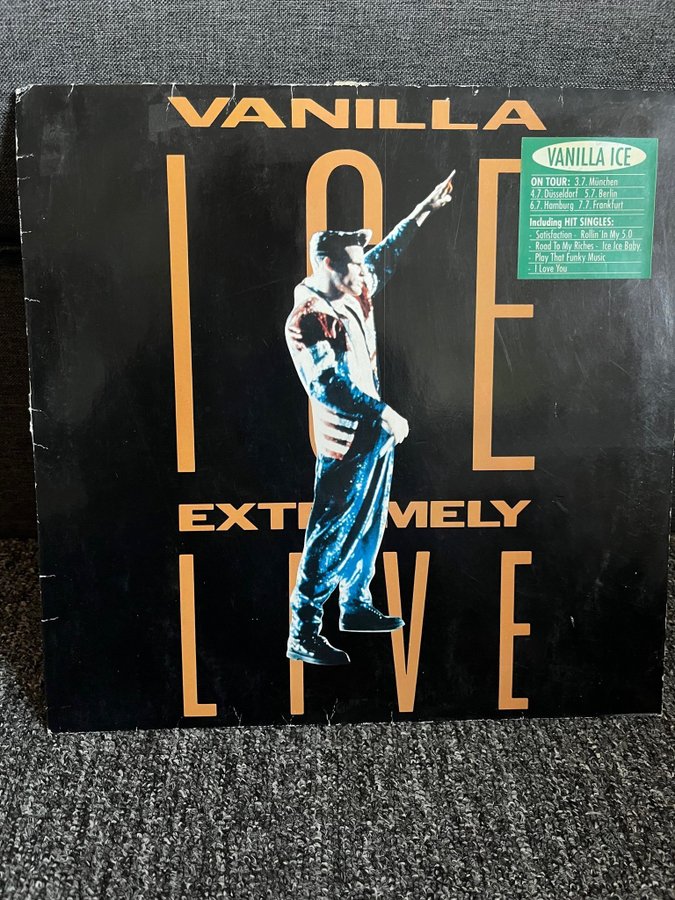 VANILLA
ICE
EXTREMELY
LIVE
VANILLA ICE
ON TOUR: 3.7. München
4.7. Düsseldorf 5.7. Berlin
6.7. Hamburg 7.7. Frankfurt
Including HIT SINGLES:
- Satisfaction - Rollin' In My 5.0
- Road To My Riches - Ice Ice Baby
- Play That Funky Music
- I Love You